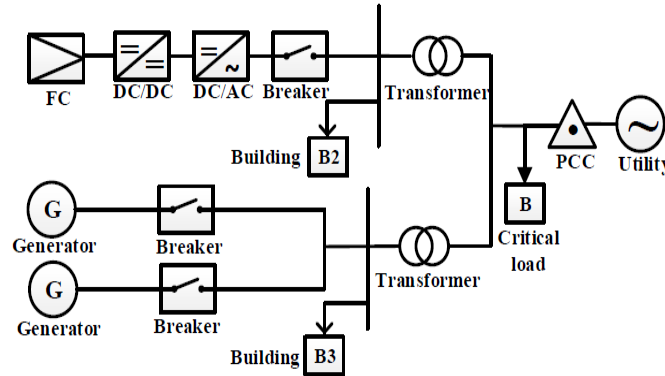 FC
DC/DC
DC/AC
Breaker
Transformer
Building B2
PCC
Utility
B
Critical
load
G
Generator
Breaker
G
Generator
Breaker
Transformer
Building B3